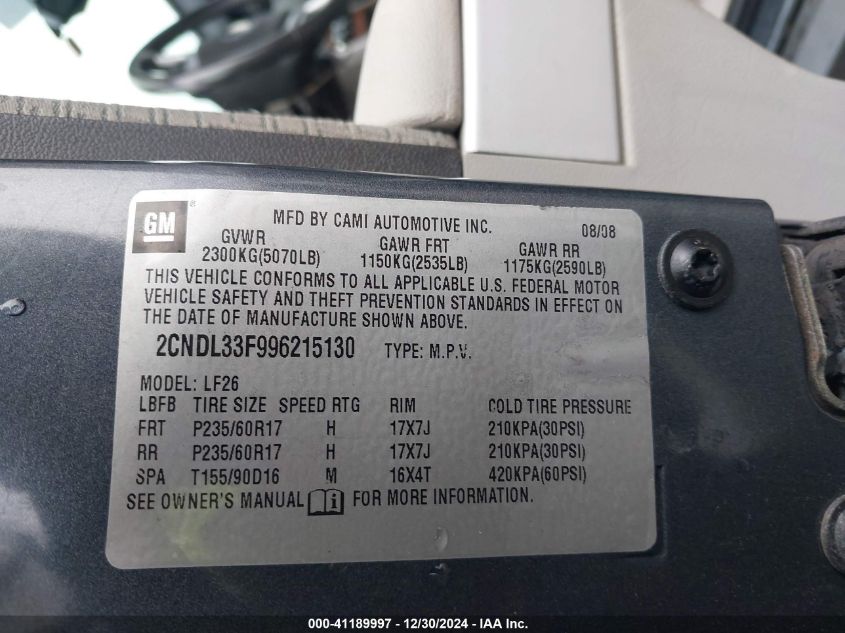 GM
MFD BY CAMI AUTOMOTIVE INC. 08/08
GVWR GAWR FRT GAWR RR
2300KG(5070LB) 1150KG(2535LB) 1175KG(2590LB)
THIS VEHICLE CONFORMS TO ALL APPLICABLE U.S. FEDERAL MOTOR
VEHICLE SAFETY AND THEFT PREVENTION STANDARDS IN EFFECT ON
THE DATE OF MANUFACTURE SHOWN ABOVE.
2CNDL33F996215130 TYPE: M.P.V.
MODEL: LF26
LBFB TIRE SIZE SPEED RTG RIM COLD TIRE PRESSURE
FRT P235/60R17 H 17X7J 210KPA(30PSI)
RR P235/60R17 H 17X7J 210KPA(30PSI)
SPA T155/90D16 M 16X4T 420KPA(60PSI)
SEE OWNER'S MANUAL i FOR MORE INFORMATION.
000-41189997 - 12/30/2024 - IAA Inc.